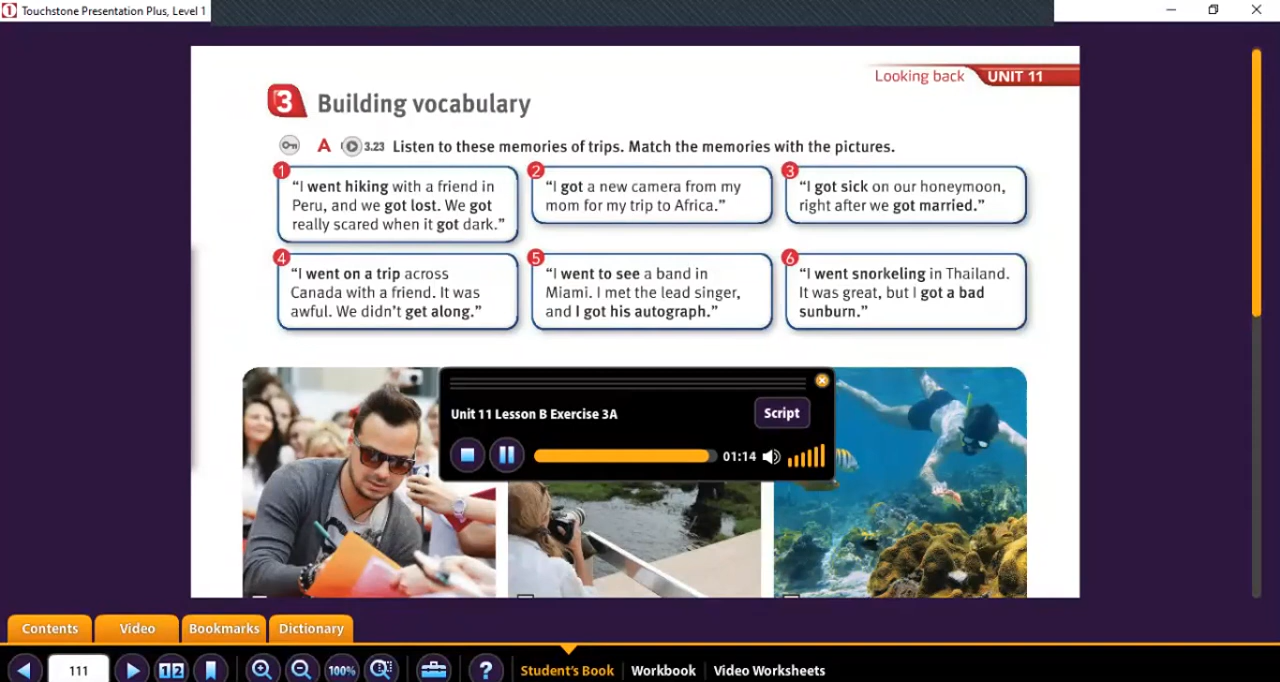 Touchstone Presentation Plus, Level 1
Looking back UNIT 11
3 Building vocabulary
A 3.23 Listen to these memories of trips. Match the memories with the pictures.
1
“I went hiking with a friend in
Peru, and we got lost. We got
really scared when it got dark.”
2
“I got a new camera from my
mom for my trip to Africa.”
3
“I got sick on our honeymoon,
right after we got married.”
4
“I went on a trip across
Canada with a friend. It was
awful. We didn’t get along.”
5
“I went to see a band in
Miami. I met the lead singer,
and I got his autograph.”
6
“I went snorkeling in Thailand.
It was great, but I got a bad
sunburn.”
Unit 11 Lesson B Exercise 3A
Script
01:14
Contents Video Bookmarks Dictionary
111 1 2 100% ? Student's Book Workbook Video Worksheets